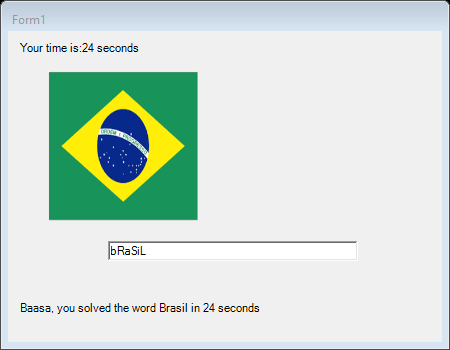 Form1
Your time is:24 seconds
bRaSiL
Baasa, you solved the word Brasil in 24 seconds